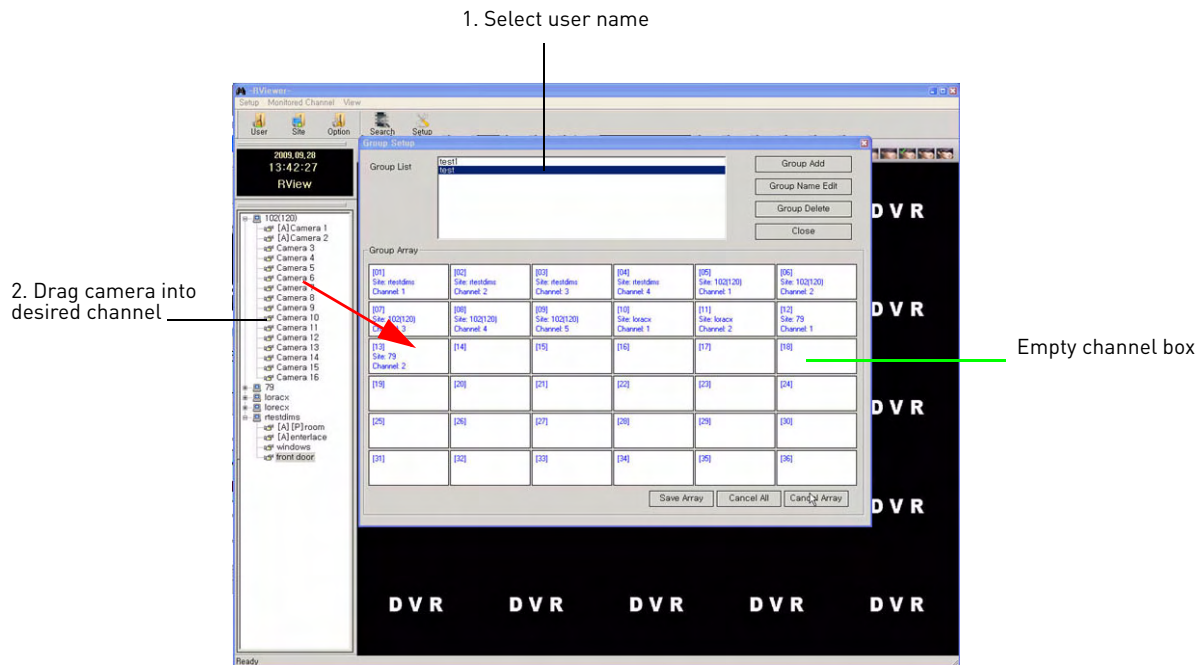 1. Select user name
-RViewer-
Setup Monitored Channel View
User Site Option Search Setup
2009,09,28
13:42:27
RView
102(120)
[A]Camera 1
[A]Camera 2
Camera 3
Camera 4
Camera 5
Camera 6
Camera 7
Camera 8
Camera 9
Camera 10
Camera 11
Camera 12
Camera 13
Camera 14
Camera 15
Camera 16
79
loracx
lorecx
rtestdims
[A] [P]room
[A]enterlace
windows
front door
2. Drag camera into
desired channel
Group Setup
Group List
test1
test
Group Add
Group Name Edit
Group Delete
Close
Group Array
[01]
Site: rtestdims
Channel: 1
[02]
Site: rtestdims
Channel: 2
[03]
Site: rtestdims
Channel: 3
[04]
Site: rtestdims
Channel: 4
[05]
Site: 102(120)
Channel: 1
[06]
Site: 102(120)
Channel: 2
[07]
Site: 102(120)
Channel: 3
[08]
Site: 102(120)
Channel: 4
[09]
Site: 102(120)
Channel: 5
[10]
Site: loracx
Channel: 1
[11]
Site: loracx
Channel: 2
[12]
Site: 79
Channel: 1
[13]
Site: 79
Channel: 2
[14]
[15]
[16]
[17]
[18]
[19]
[20]
[21]
[22]
[23]
[24]
[25]
[26]
[27]
[28]
[29]
[30]
[31]
[32]
[33]
[34]
[35]
[36]
Save Array
Cancel All
Cancel Array
Empty channel box
DVR
DVR
DVR
DVR
DVR DVR DVR DVR DVR
Ready